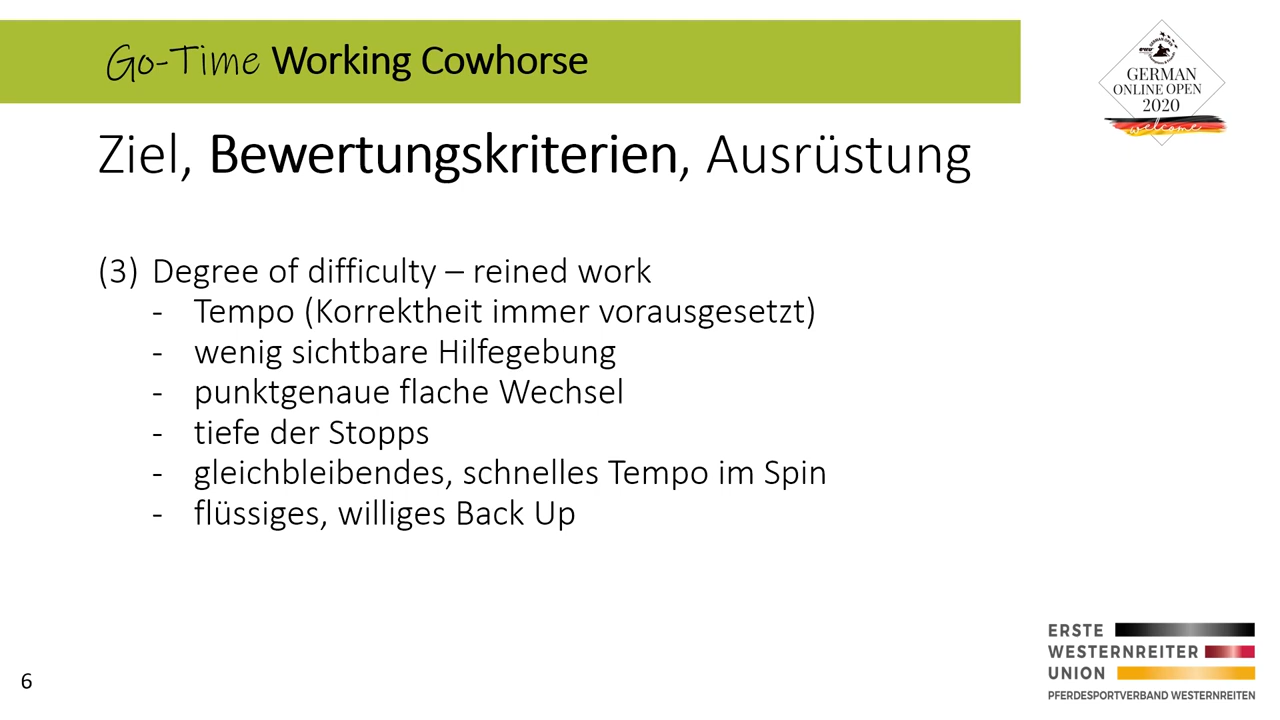 Go-Time Working Cowhorse
GERMAN
ONLINE OPEN
2020
welcome
Ziel, Bewertungskriterien, Ausrüstung
(3) Degree of difficulty – reined work
- Tempo (Korrektheit immer vorausgesetzt)
- wenig sichtbare Hilfegebung
- punktgenaue flache Wechsel
- tiefe der Stopps
- gleichbleibendes, schnelles Tempo im Spin
- flüssiges, williges Back Up
ERSTE
WESTERNREITER
UNION
PFERDESPORTVERBAND WESTERNREITEN
6